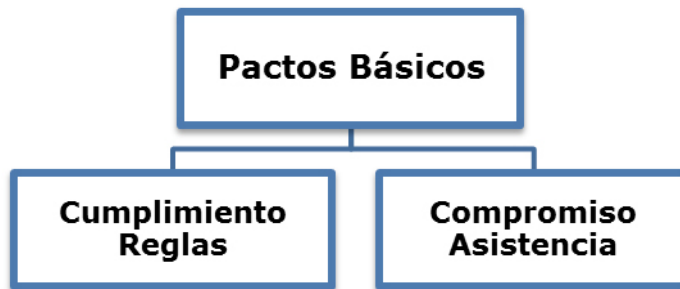 Pactos Básicos
Cumplimiento
Reglas
Compromiso
Asistencia